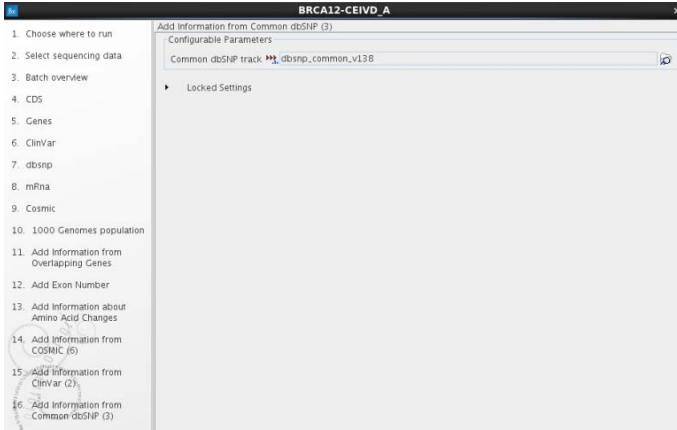 BRCA12-CEIVD_A
1. Choose where to run
2. Select sequencing data
3. Batch overview
4. CDS
5. Genes
6. ClinVar
7. dbsnp
8. mRna
9. Cosmic
10. 1000 Genomes population
11. Add Information from
Overlapping Genes
12. Add Exon Number
13. Add Information about
Amino Acid Changes
14. Add Information from
COSMIC (6)
15. Add Information from
ClinVar (2)
16. Add Information from
Common dbSNP (3)
Add Information from Common dbSNP (3)
Configurable Parameters
Common dbSNP track dbsnp_common_v138
Locked Settings